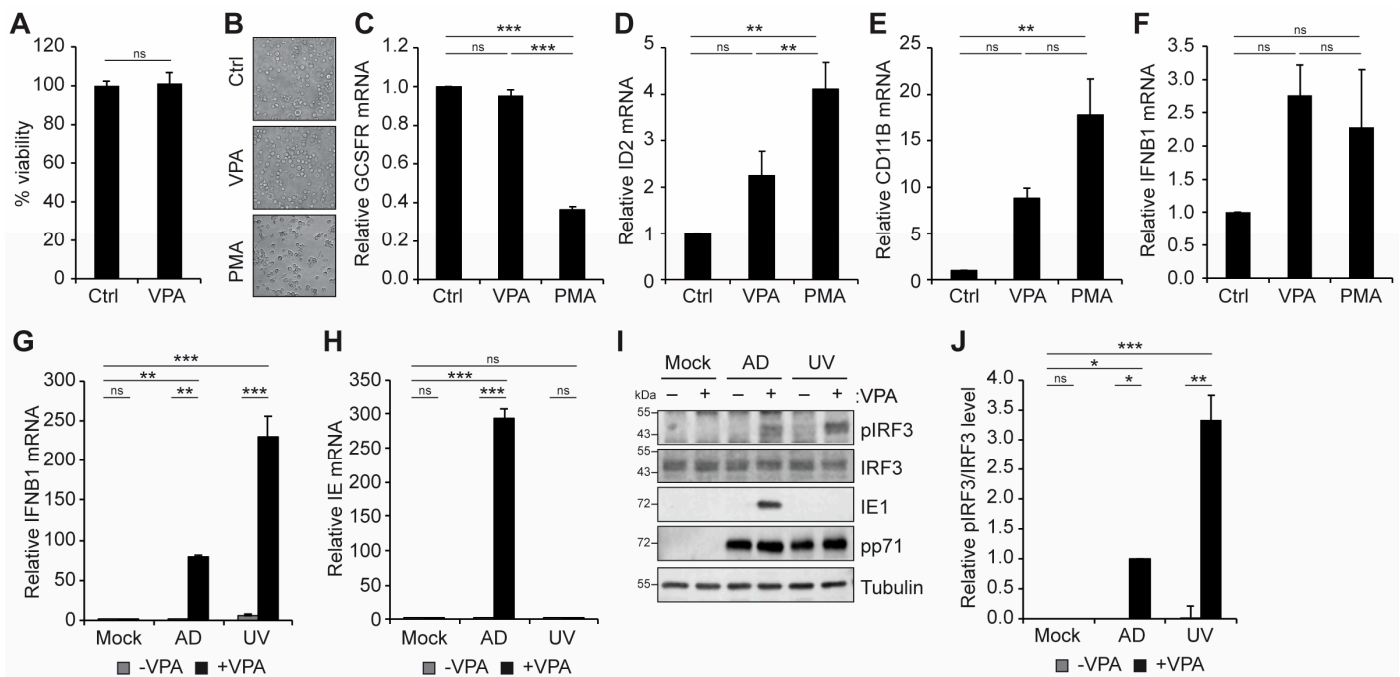 A
% viability
120
100
80
60
40
20
0
ns
Ctrl
VPA
B
Ctrl
VPA
PMA
C
Relative GCSFR mRNA
***
ns
***
1.2
1.0
0.8
0.6
0.4
0.2
0.0
Ctrl
VPA
PMA
D
Relative ID2 mRNA
**
ns
**
5
4
3
2
1
0
Ctrl
VPA
PMA
E
Relative CD11B mRNA
**
ns
ns
25
20
15
10
5
0
Ctrl
VPA
PMA
F
Relative IFNB1 mRNA
ns
ns
ns
3.5
3.0
2.5
2.0
1.5
1.0
0.5
0.0
Ctrl
VPA
PMA
G
Relative IFNB1 mRNA
***
**
ns
**
***
300
250
200
150
100
50
0
Mock
AD
UV
-VPA
+VPA
H
Relative IE mRNA
ns
***
ns
***
ns
350
300
250
200
150
100
50
0
Mock
AD
UV
-VPA
+VPA
I
Mock AD UV
kDa – + – + – + :VPA
55
43
pIRF3
55
43
IRF3
72
IE1
72
pp71
55
Tubulin
J
Relative pIRF3/IRF3 level
***
*
ns
*
**
4.0
3.5
3.0
2.5
2.0
1.5
1.0
0.5
0.0
Mock
AD
UV
-VPA
+VPA